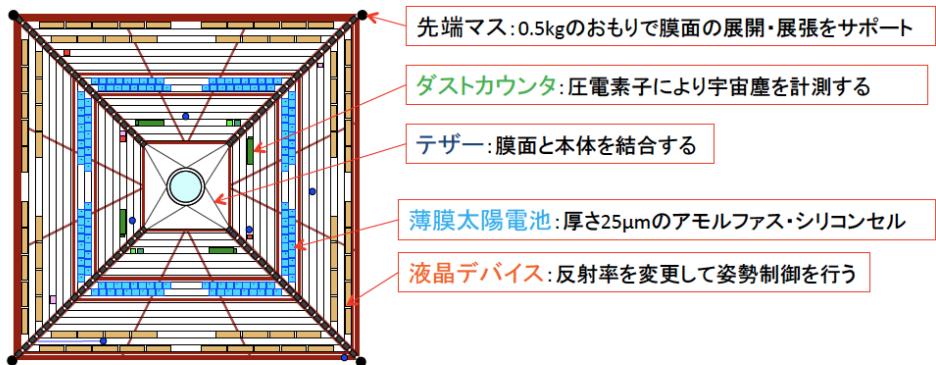 先端マス：0.5kgのおもりで膜面の展開・展張をサポート
ダストカウンタ：圧電素子により宇宙塵を計測する
テザー：膜面と本体を結合する
薄膜太陽電池：厚さ25μmのアモルファス・シリコンセル
液晶デバイス：反射率を変更して姿勢制御を行う